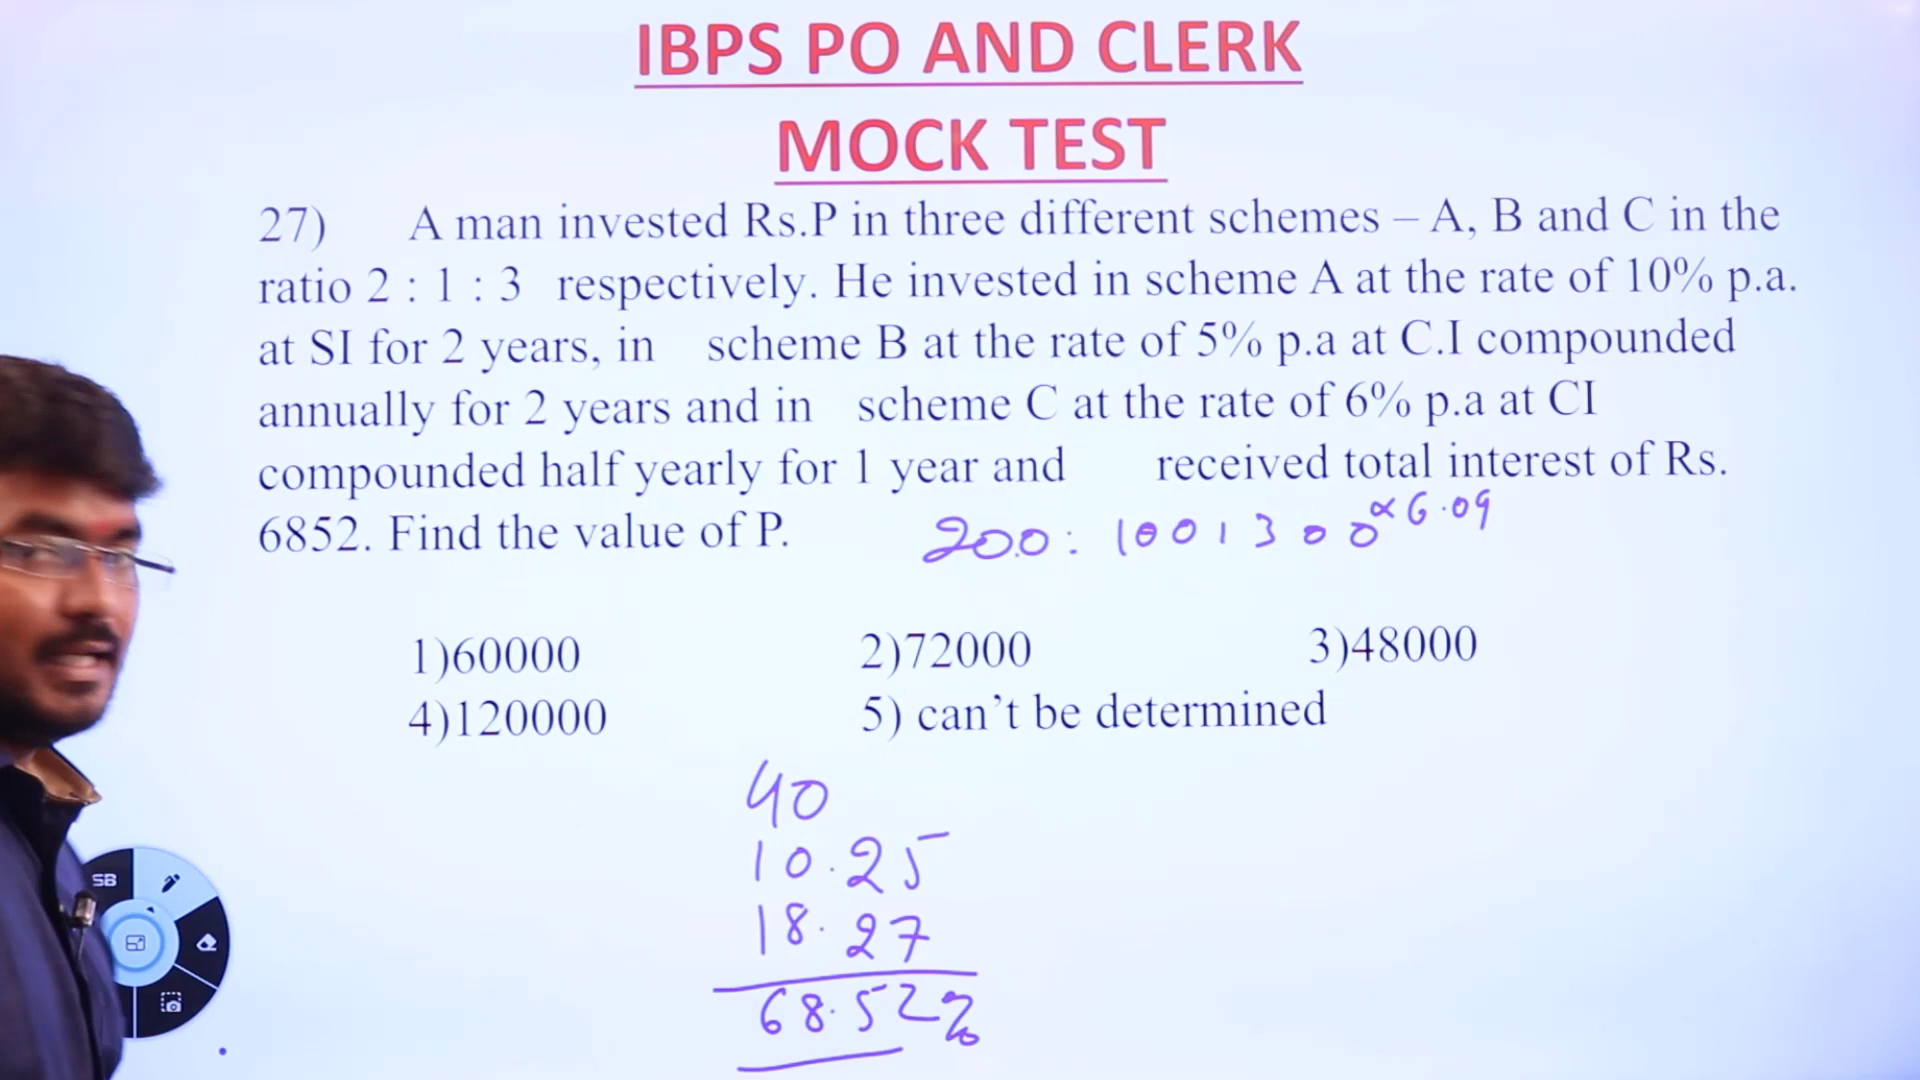 IBPS PO AND CLERK
MOCK TEST
27) A man invested Rs.P in three different schemes – A, B and C in the
ratio 2 : 1 : 3 respectively. He invested in scheme A at the rate of 10% p.a.
at SI for 2 years, in scheme B at the rate of 5% p.a at C.I compounded
annually for 2 years and in scheme C at the rate of 6% p.a at CI
compounded half yearly for 1 year and received total interest of Rs.
6852. Find the value of P.
200 : 100 1 300 × 6.09
1)60000 2)72000 3)48000
4)120000 5) can’t be determined
40
10.25
18.27
68.52%
SB